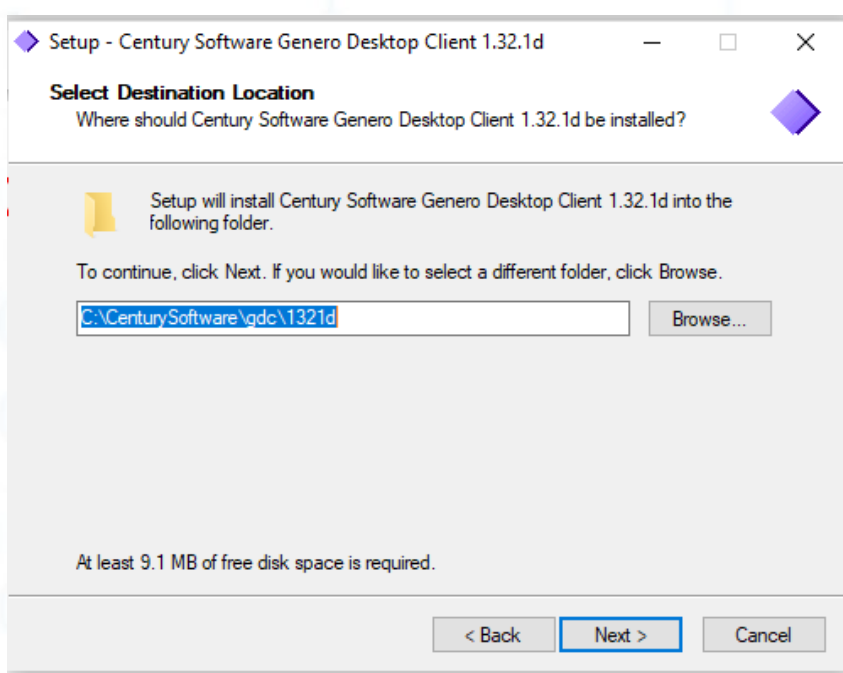 Setup - Century Software Genero Desktop Client 1.32.1d
Select Destination Location
Where should Century Software Genero Desktop Client 1.32.1d be installed?
Setup will install Century Software Genero Desktop Client 1.32.1d into the
following folder.
To continue, click Next. If you would like to select a different folder, click Browse.
C:\CenturySoftware\gdc\1321d
Browse...
At least 9.1 MB of free disk space is required.
< Back
Next >
Cancel